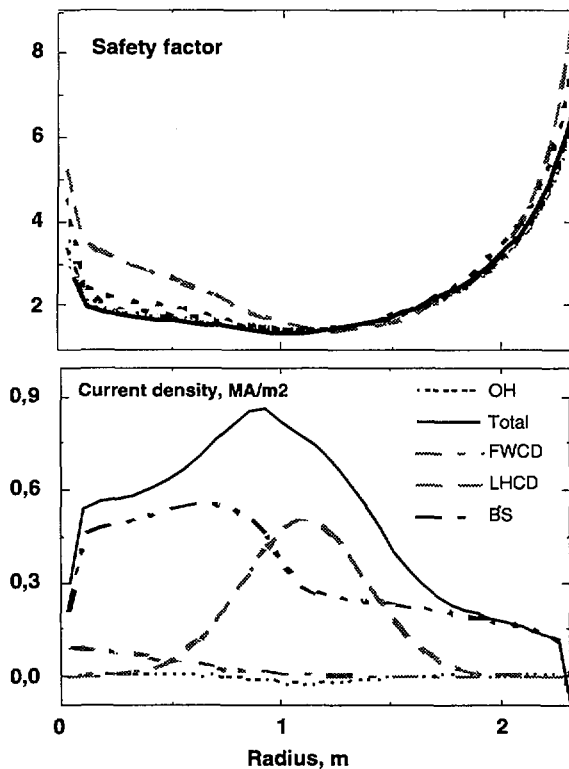 Safety factor
8
6
4
2
Current density, MA/m2
0,9
0,6
0,3
0,0
OH
Total
FWCD
LHCD
BS
0
1
2
Radius, m